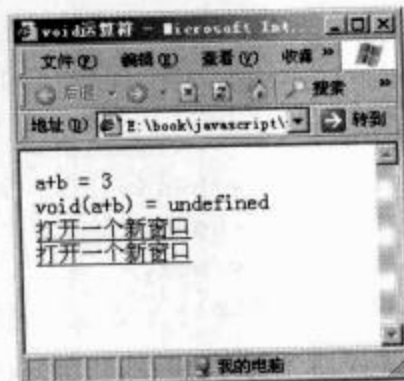 void运算符 - Microsoft Int...
文件(F) 编辑(E) 查看(V) 收藏 »
后退 搜索 »
地址(D) E:\book\javascript\ 转到
a+b = 3
void(a+b) = undefined
打开一个新窗口
打开一个新窗口
我的电脑